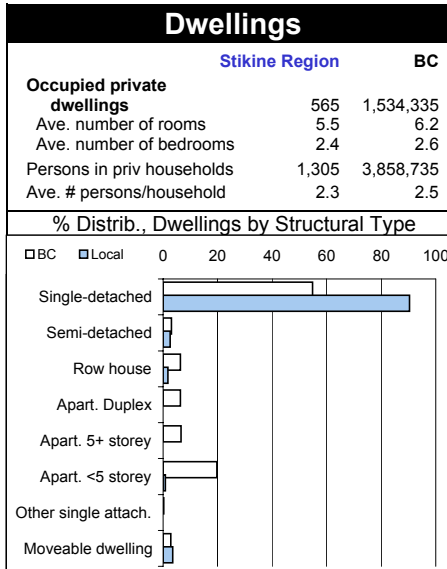 Dwellings
Stikine Region BC
Occupied private
dwellings 565 1,534,335
Ave. number of rooms 5.5 6.2
Ave. number of bedrooms 2.4 2.6
Persons in priv households 1,305 3,858,735
Ave. # persons/household 2.3 2.5
% Distrib., Dwellings by Structural Type
BC Local 0 20 40 60 80 100
Single-detached
Semi-detached
Row house
Apart. Duplex
Apart. 5+ storey
Apart. <5 storey
Other single attach.
Moveable dwelling